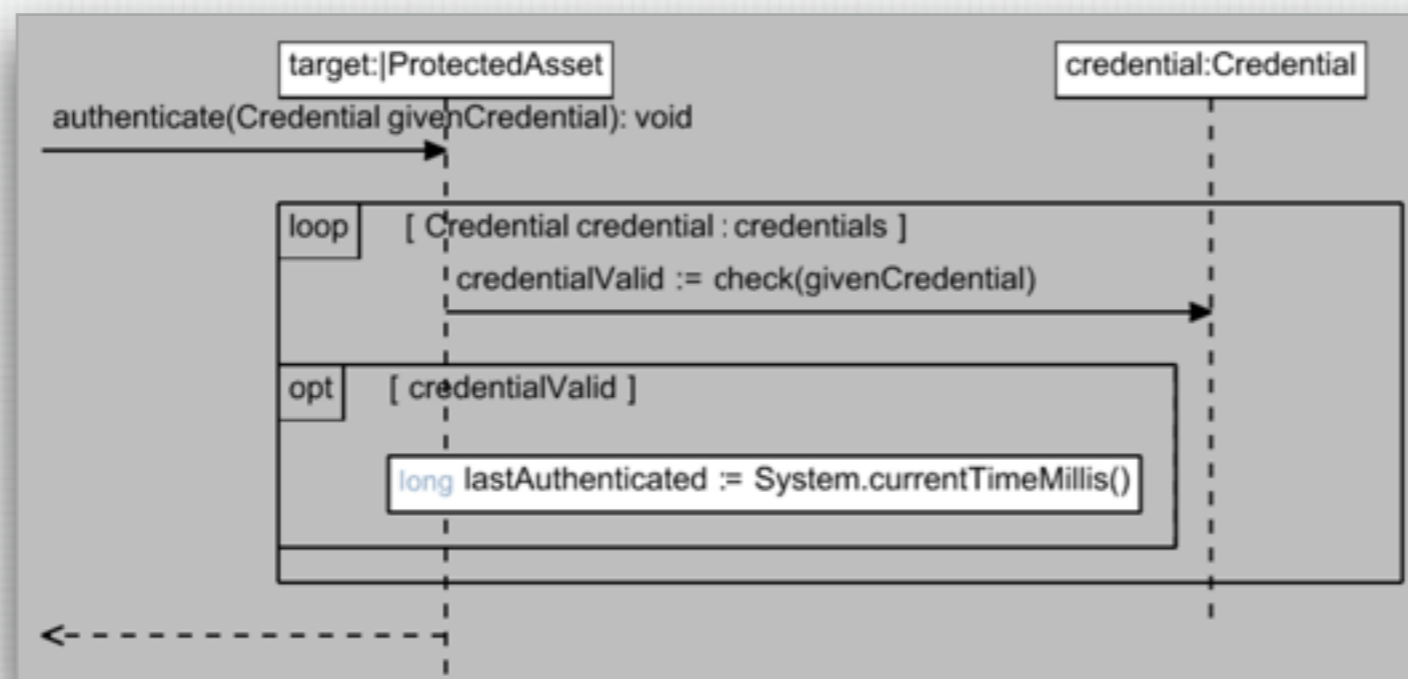 target:|ProtectedAsset
credential:Credential
authenticate(Credential givenCredential): void
loop
[ Credential credential : credentials ]
credentialValid := check(givenCredential)
opt
[ credentialValid ]
long lastAuthenticated := System.currentTimeMillis()